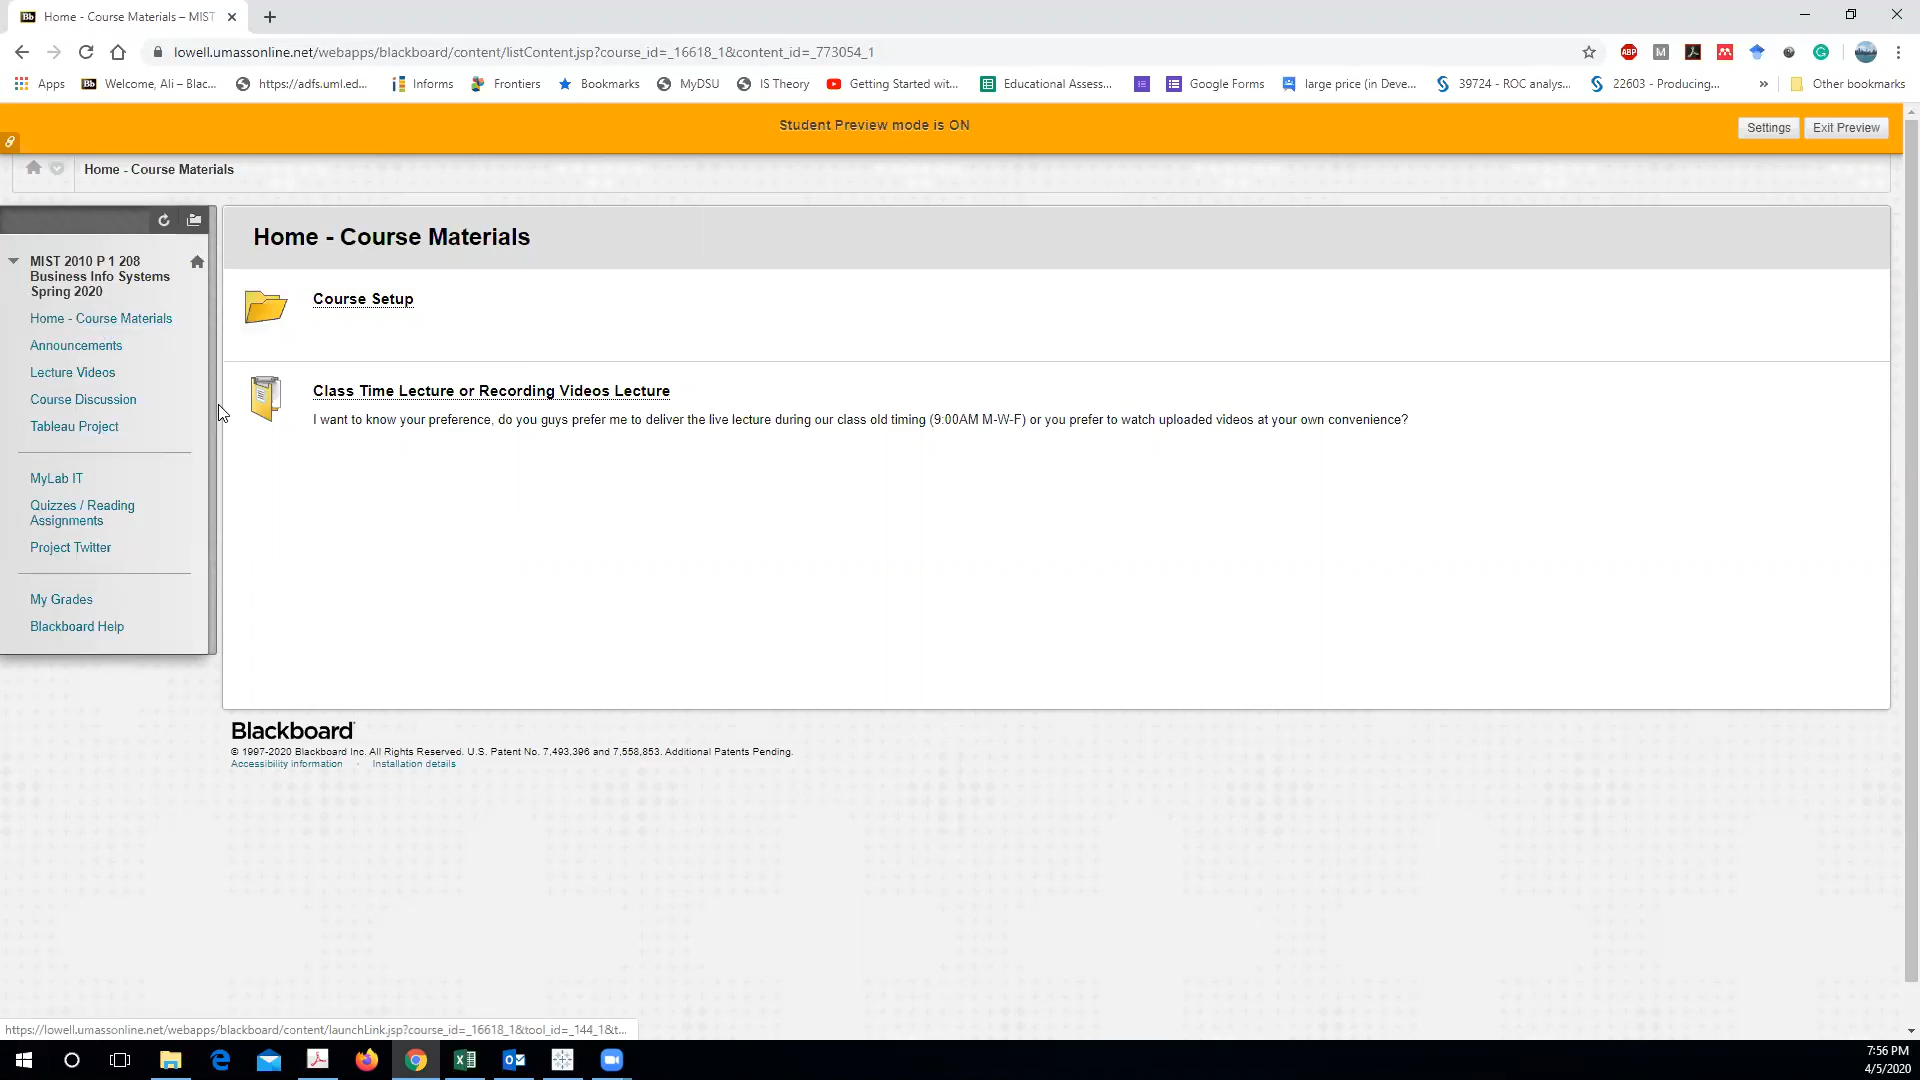 Home - Course Materials – MIST
lowell.umassonline.net/webapps/blackboard/content/listContent.jsp?course_id=_16618_1&content_id=_773054_1
Apps Welcome, Ali – Blac... https://adfs.uml.ed... Informs Frontiers Bookmarks MyDSU IS Theory Getting Started wit... Educational Assess... Google Forms large price (in Deve... 39724 - ROC analys... 22603 - Producing... » Other bookmarks
Student Preview mode is ON
Settings Exit Preview
Home - Course Materials
MIST 2010 P 1 208
Business Info Systems
Spring 2020
Home - Course Materials
Announcements
Lecture Videos
Course Discussion
Tableau Project
MyLab IT
Quizzes / Reading
Assignments
Project Twitter
My Grades
Blackboard Help
Home - Course Materials
Course Setup
Class Time Lecture or Recording Videos Lecture
I want to know your preference, do you guys prefer me to deliver the live lecture during our class old timing (9:00AM M-W-F) or you prefer to watch uploaded videos at your own convenience?
Blackboard
© 1997-2020 Blackboard Inc. All Rights Reserved. U.S. Patent No. 7,493,396 and 7,558,853. Additional Patents Pending.
Accessibility information · Installation details
https://lowell.umassonline.net/webapps/blackboard/content/launchLink.jsp?course_id=_16618_1&tool_id=_144_1&t...
7:56 PM
4/5/2020